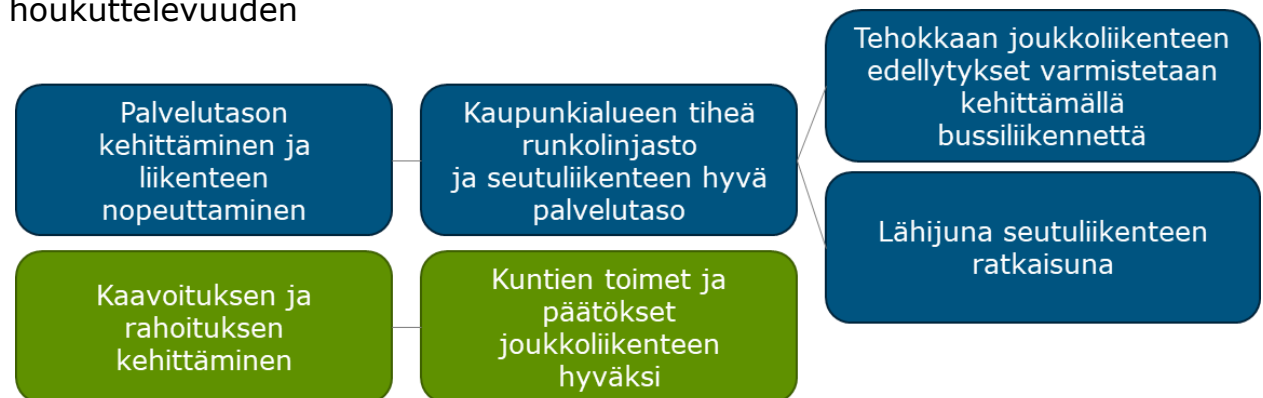 houkuttelevuuden
Palvelutason
kehittäminen ja
liikenteen
nopeuttaminen
Kaupunkialueen tiheä
runkolinjasto
ja seutuliikenteen hyvä
palvelutaso
Tehokkaan joukkoliikenteen
edellytykset varmistetaan
kehittämällä
bussiliikennettä
Lähijuna seutuliikenteen
ratkaisuna
Kaavoituksen ja
rahoituksen
kehittäminen
Kuntien toimet ja
päätökset
joukkoliikenteen
hyväksi